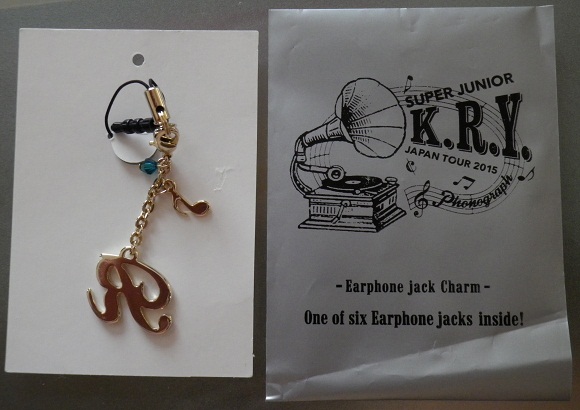 SUPER JUNIOR
K.R.Y.
JAPAN TOUR 2015
Phonograph
- Earphone jack Charm -
One of six Earphone jacks inside!
R